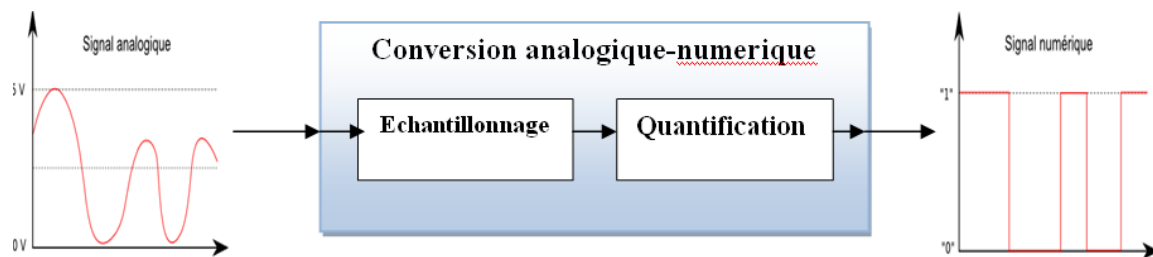 Signal analogique
5 V
0 V
Conversion analogique-numerique
Echantillonnage
Quantification
Signal numérique
"1"
"0"